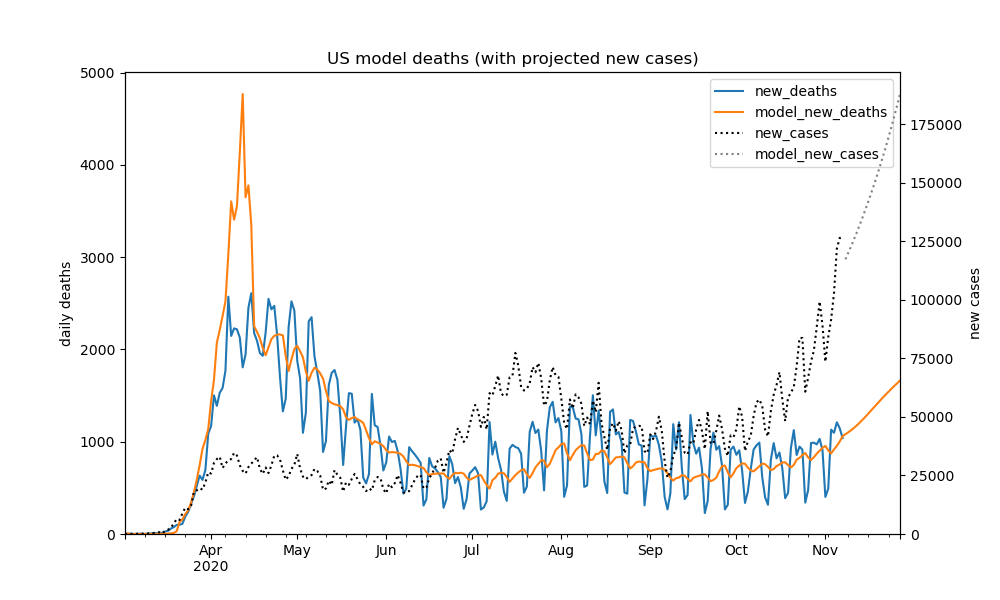 US model deaths (with projected new cases)
5000
4000
3000
2000
1000
0
daily deaths
new_deaths
model_new_deaths
new_cases
model_new_cases
175000
150000
125000
100000
75000
50000
25000
0
new cases
Apr
2020
May
Jun
Jul
Aug
Sep
Oct
Nov